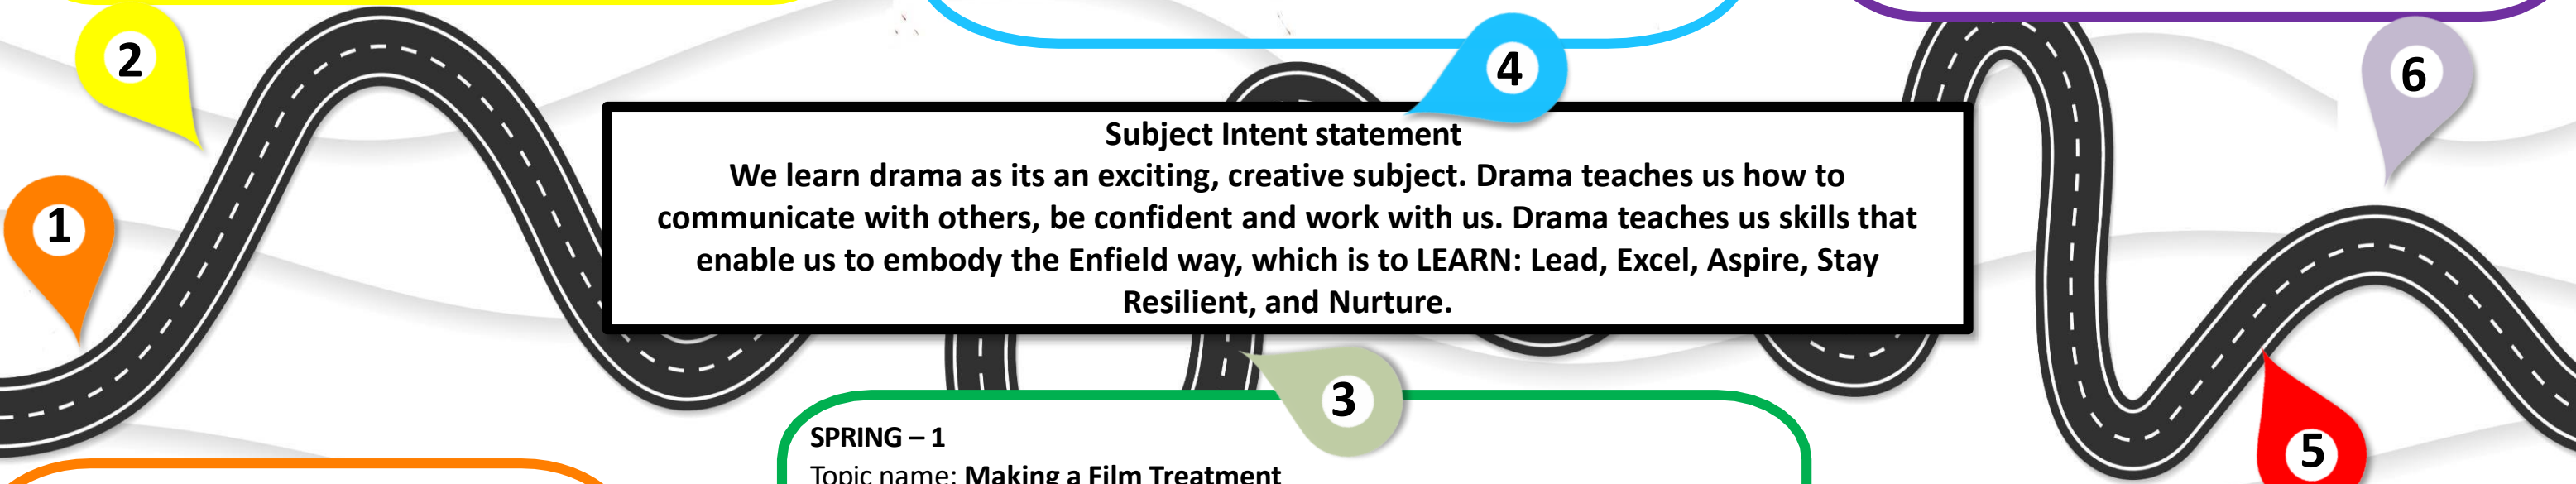 2
4
6
1
Subject Intent statement
We learn drama as its an exciting, creative subject. Drama teaches us how to
communicate with others, be confident and work with us. Drama teaches us skills that
enable us to embody the Enfield way, which is to LEARN: Lead, Excel, Aspire, Stay
Resilient, and Nurture.
3
5
SPRING – 1
Topic name: Making a Film Treatment